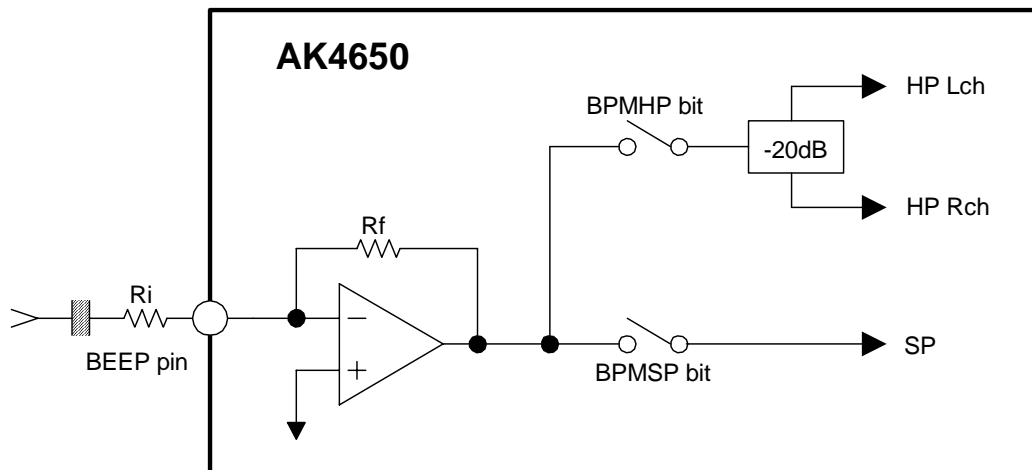 AK4650
BPMHP bit
HP Lch
-20dB
HP Rch
Rf
Ri
BEEP pin
−
+
BPMSP bit
SP